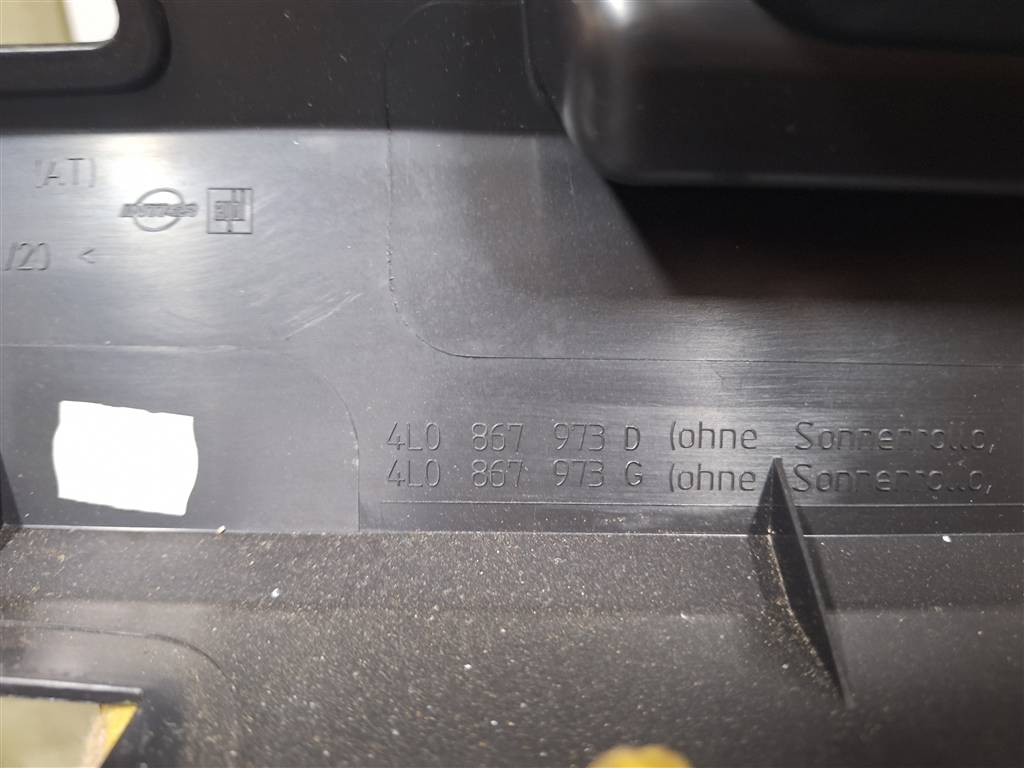 (AT)
/20 <
4L0 867 973 D (ohne Sonnenrollo,
4L0 867 973 G (ohne Sonnenrollo,